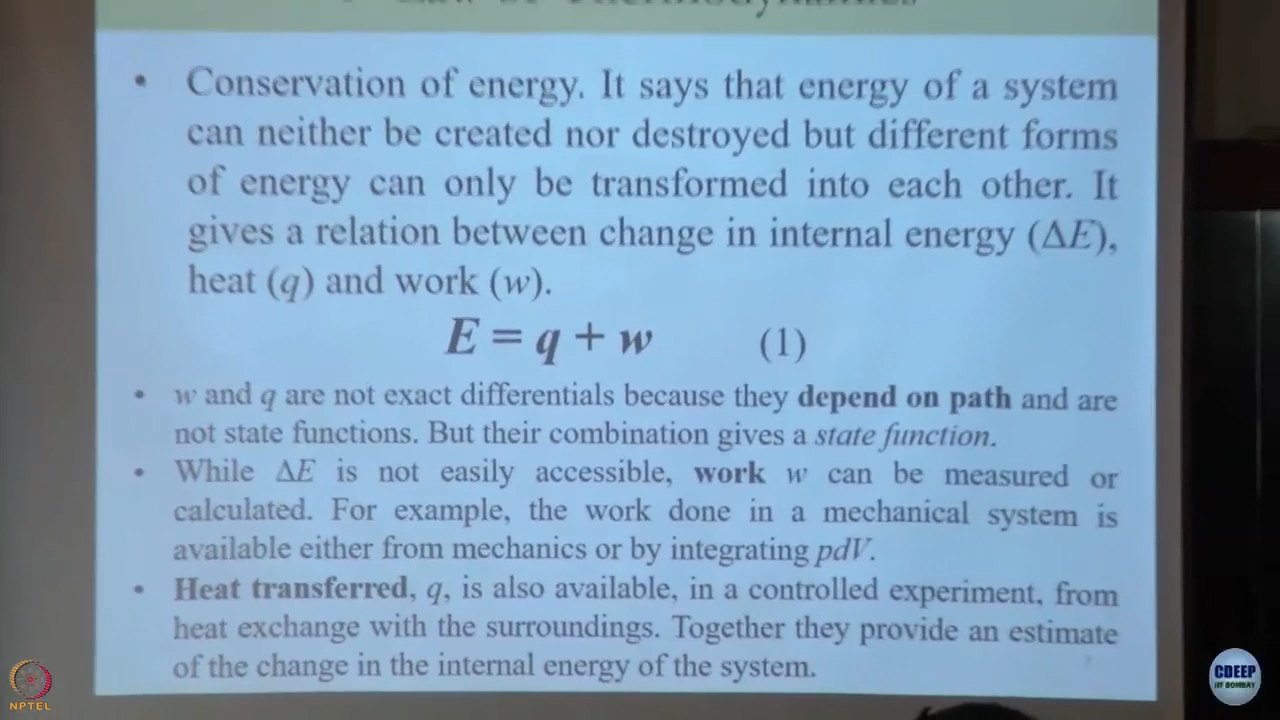 Law of Thermodynamics
• Conservation of energy. It says that energy of a system
can neither be created nor destroyed but different forms
of energy can only be transformed into each other. It
gives a relation between change in internal energy (ΔE),
heat (q) and work (w).
E = q + w (1)
• w and q are not exact differentials because they depend on path and are
not state functions. But their combination gives a state function.
• While ΔE is not easily accessible, work w can be measured or
calculated. For example, the work done in a mechanical system is
available either from mechanics or by integrating pdV.
• Heat transferred, q, is also available, in a controlled experiment, from
heat exchange with the surroundings. Together they provide an estimate
of the change in the internal energy of the system.
NPTEL
CDEEP
IIT BOMBAY